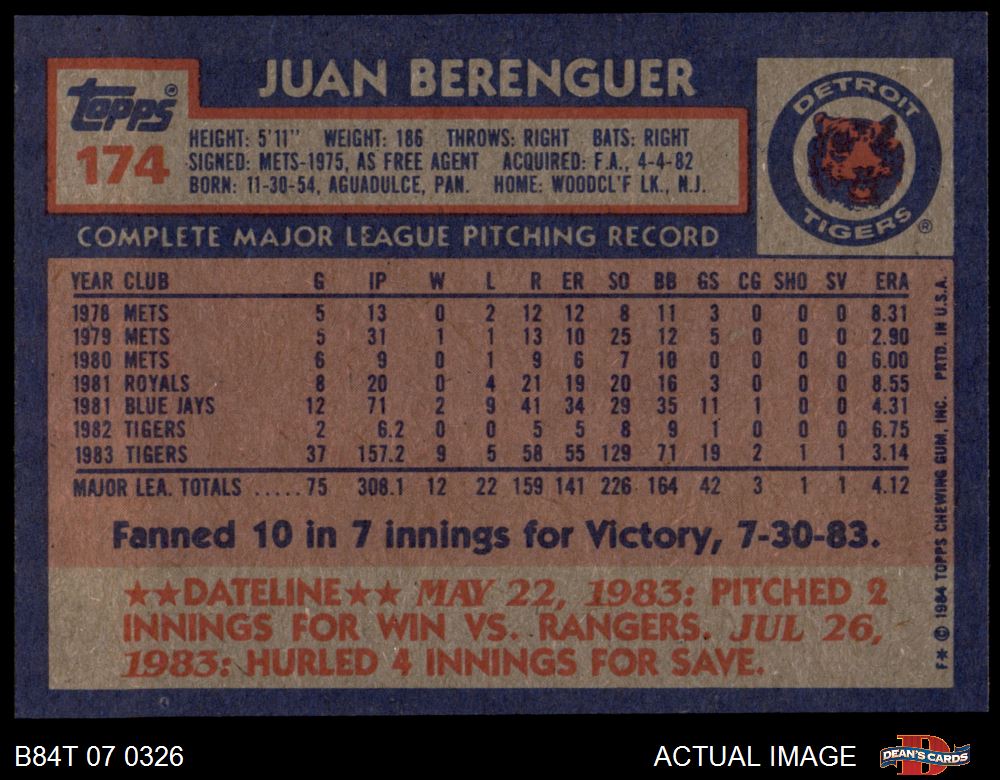 JUAN BERENGUER
Topps®
174
HEIGHT: 5'11" WEIGHT: 186 THROWS: RIGHT BATS: RIGHT
SIGNED: METS-1975, AS FREE AGENT ACQUIRED: F.A., 4-4-82
BORN: 11-30-54, AGUADULCE, PAN. HOME: WOODCL'F LK., N.J.
DETROIT
TIGERS®
COMPLETE MAJOR LEAGUE PITCHING RECORD
YEAR CLUB G IP W L R ER SO BB GS CG SHO SV ERA
1978 METS 5 13 0 2 12 12 8 11 3 0 0 0 8.31
1979 METS 5 31 1 1 13 10 25 12 5 0 0 0 2.90
1980 METS 6 9 0 1 9 6 7 10 0 0 0 0 6.00
1981 ROYALS 8 20 0 4 21 19 20 16 3 0 0 0 8.55
1981 BLUE JAYS 12 71 2 9 41 34 29 35 11 1 0 0 4.31
1982 TIGERS 2 6.2 0 0 5 5 8 9 1 0 0 0 6.75
1983 TIGERS 37 157.2 9 5 58 55 129 71 19 2 1 1 3.14
MAJOR LEA. TOTALS .....75 308.1 12 22 159 141 226 164 42 3 1 1 4.12
Fanned 10 in 7 innings for Victory, 7-30-83.
★★DATELINE★★ MAY 22, 1983: PITCHED 2
INNINGS FOR WIN VS. RANGERS. JUL 26,
1983: HURLED 4 INNINGS FOR SAVE.
F* © 1984 TOPPS CHEWING GUM, INC. PRTD. IN U.S.A.
B84T 07 0326
ACTUAL IMAGE
D
DEAN'S CARDS